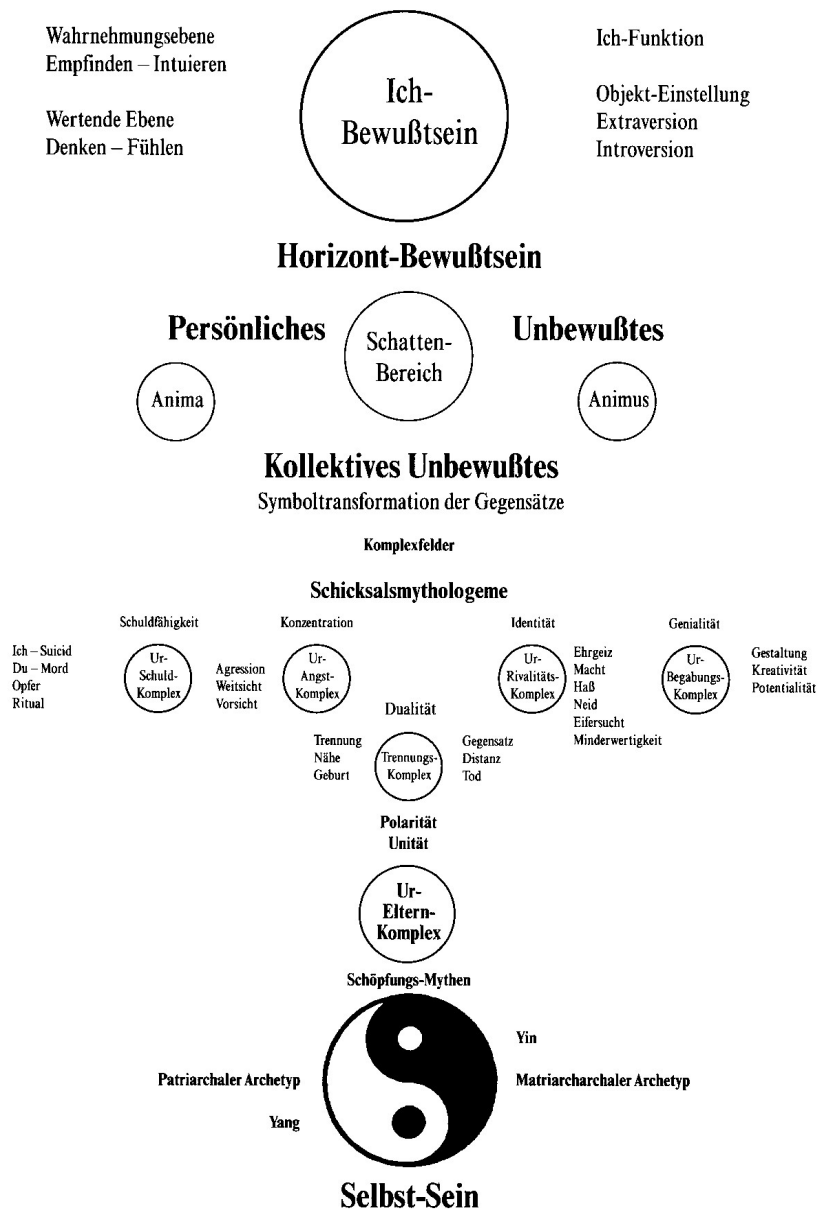 Wahrnehmungsebene
Empfinden – Intuieren
Wertende Ebene
Denken – Fühlen
Ich-
Bewußtsein
Ich-Funktion
Objekt-Einstellung
Extraversion
Introversion
Horizont-Bewußtsein
Persönliches
Schatten-
Bereich
Unbewußtes
Anima
Animus
Kollektives Unbewußtes
Symboltransformation der Gegensätze
Komplexfelder
Schicksalsmythologeme
Schuldfähigkeit
Ich – Suicid
Du – Mord
Opfer
Ritual
Ur-
Schuld-
Komplex
Konzentration
Agression
Weitsicht
Vorsicht
Ur-
Angst-
Komplex
Identität
Ur-
Rivalitäts-
Komplex
Ehrgeiz
Macht
Haß
Neid
Eifersucht
Minderwertigkeit
Genialität
Ur-
Begabungs-
Komplex
Gestaltung
Kreativität
Potentialität
Dualität
Trennung
Nähe
Geburt
Trennungs-
Komplex
Gegensatz
Distanz
Tod
Polarität
Unität
Ur-
Eltern-
Komplex
Schöpfungs-Mythen
Yin
Patriarchaler Archetyp
Matriarcharchaler Archetyp
Yang
Selbst-Sein